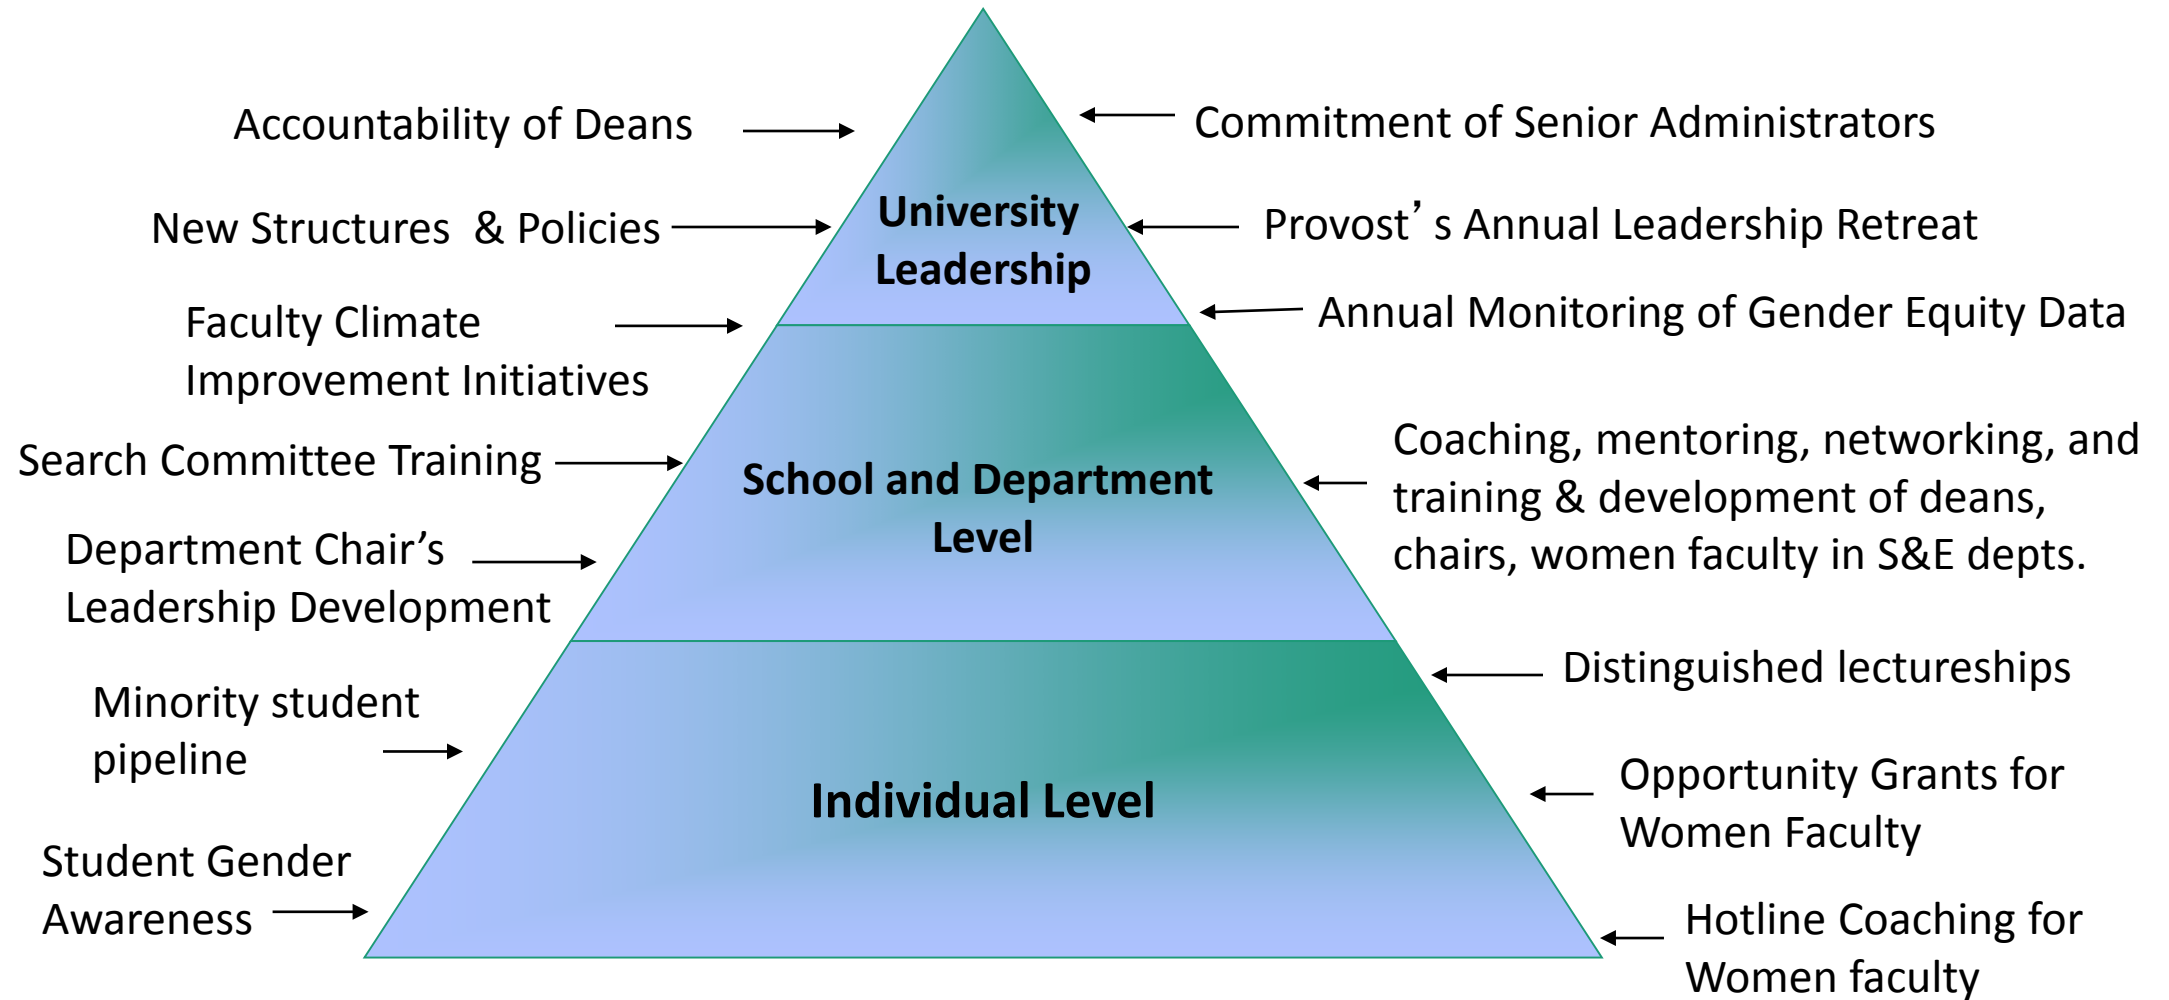 Accountability of Deans
New Structures & Policies
Faculty Climate
Improvement Initiatives
Search Committee Training
Department Chair’s
Leadership Development
Minority student
pipeline
Student Gender
Awareness
University
Leadership
School and Department
Level
Individual Level
Commitment of Senior Administrators
Provost’s Annual Leadership Retreat
Annual Monitoring of Gender Equity Data
Coaching, mentoring, networking, and
training & development of deans,
chairs, women faculty in S&E depts.
Distinguished lectureships
Opportunity Grants for
Women Faculty
Hotline Coaching for
Women faculty